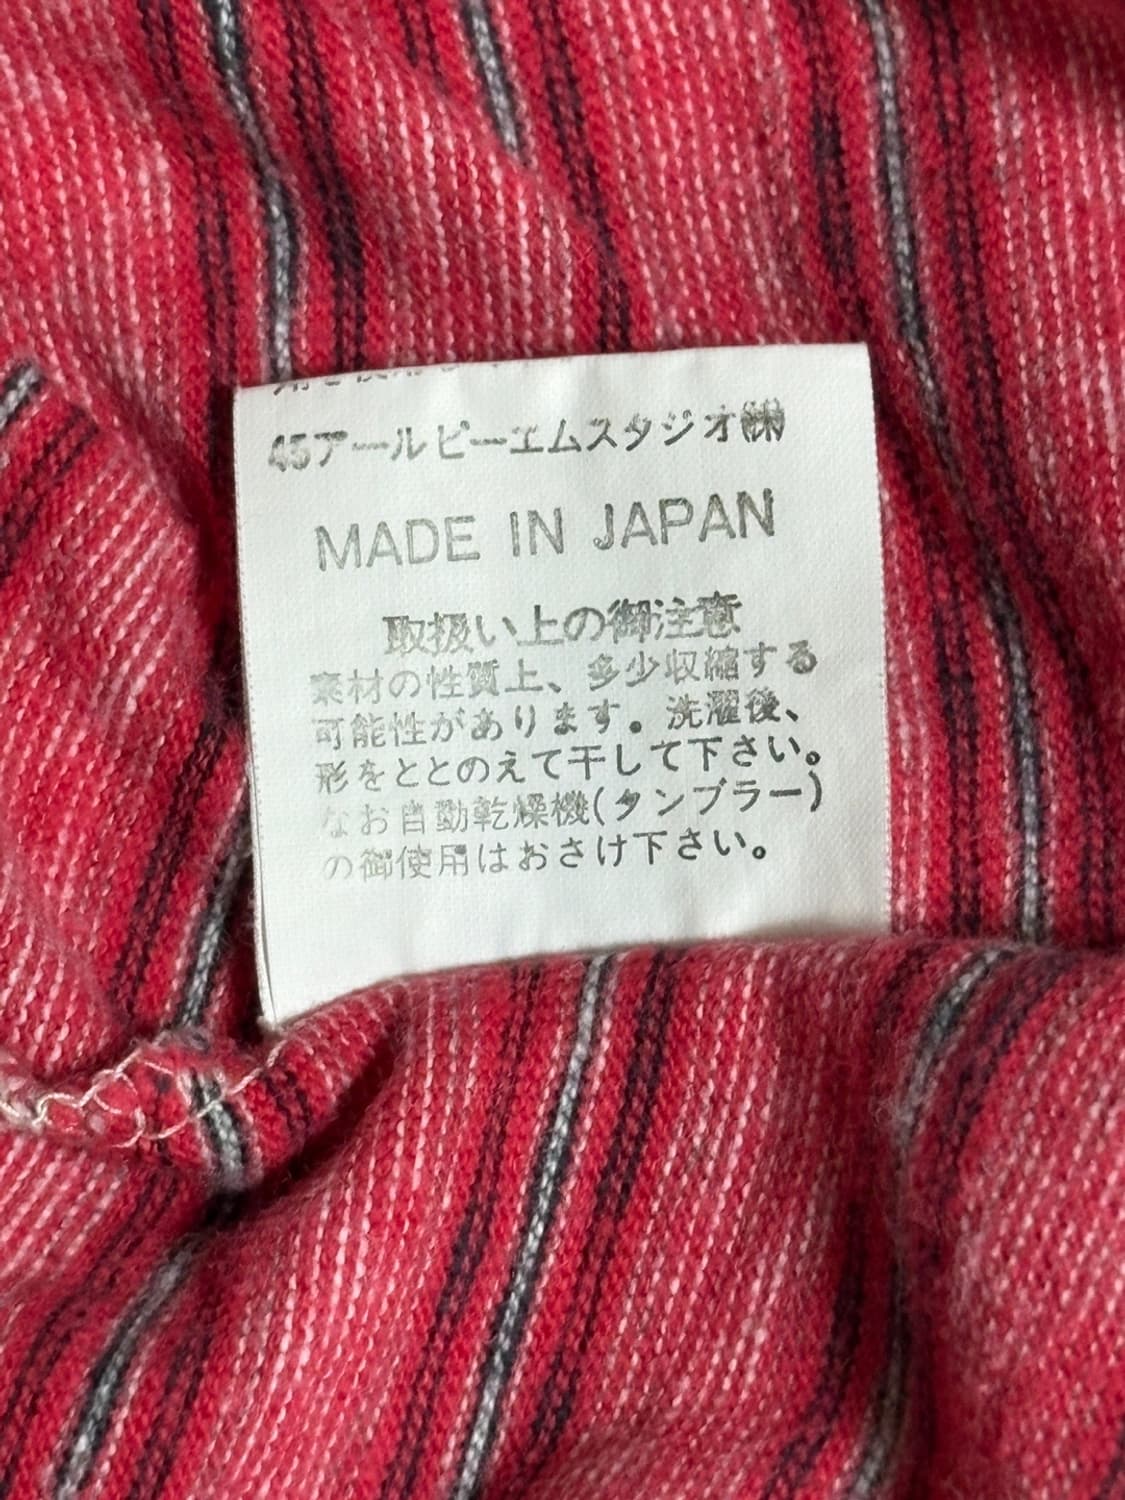 45アールピーエムスタジオ㈱
MADE IN JAPAN
取扱い上の御注意
素材の性質上、多少収縮する
可能性があります。洗濯後、
形をととのえて干して下さい。
なお自動乾燥機(タンブラー)
の御使用はおさけ下さい。